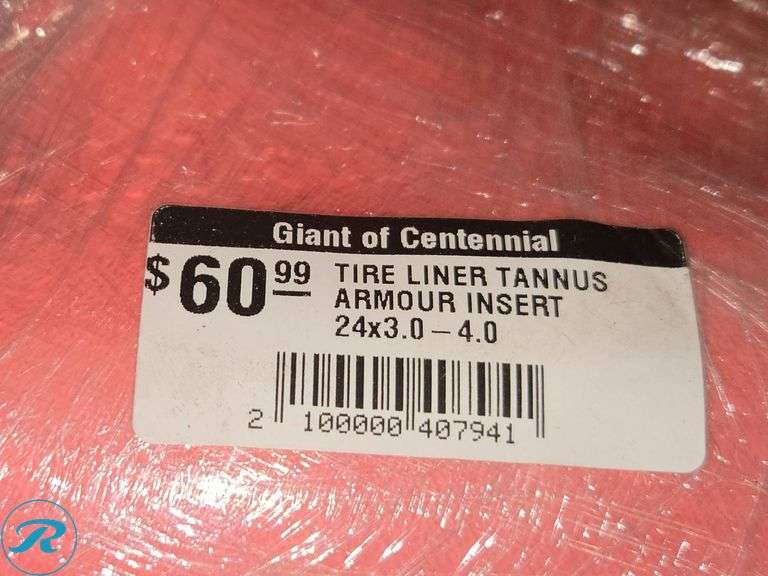 Giant of Centennial
$60 99 TIRE LINER TANNUS
ARMOUR INSERT
24x3.0 – 4.0
2 100000 407941
R